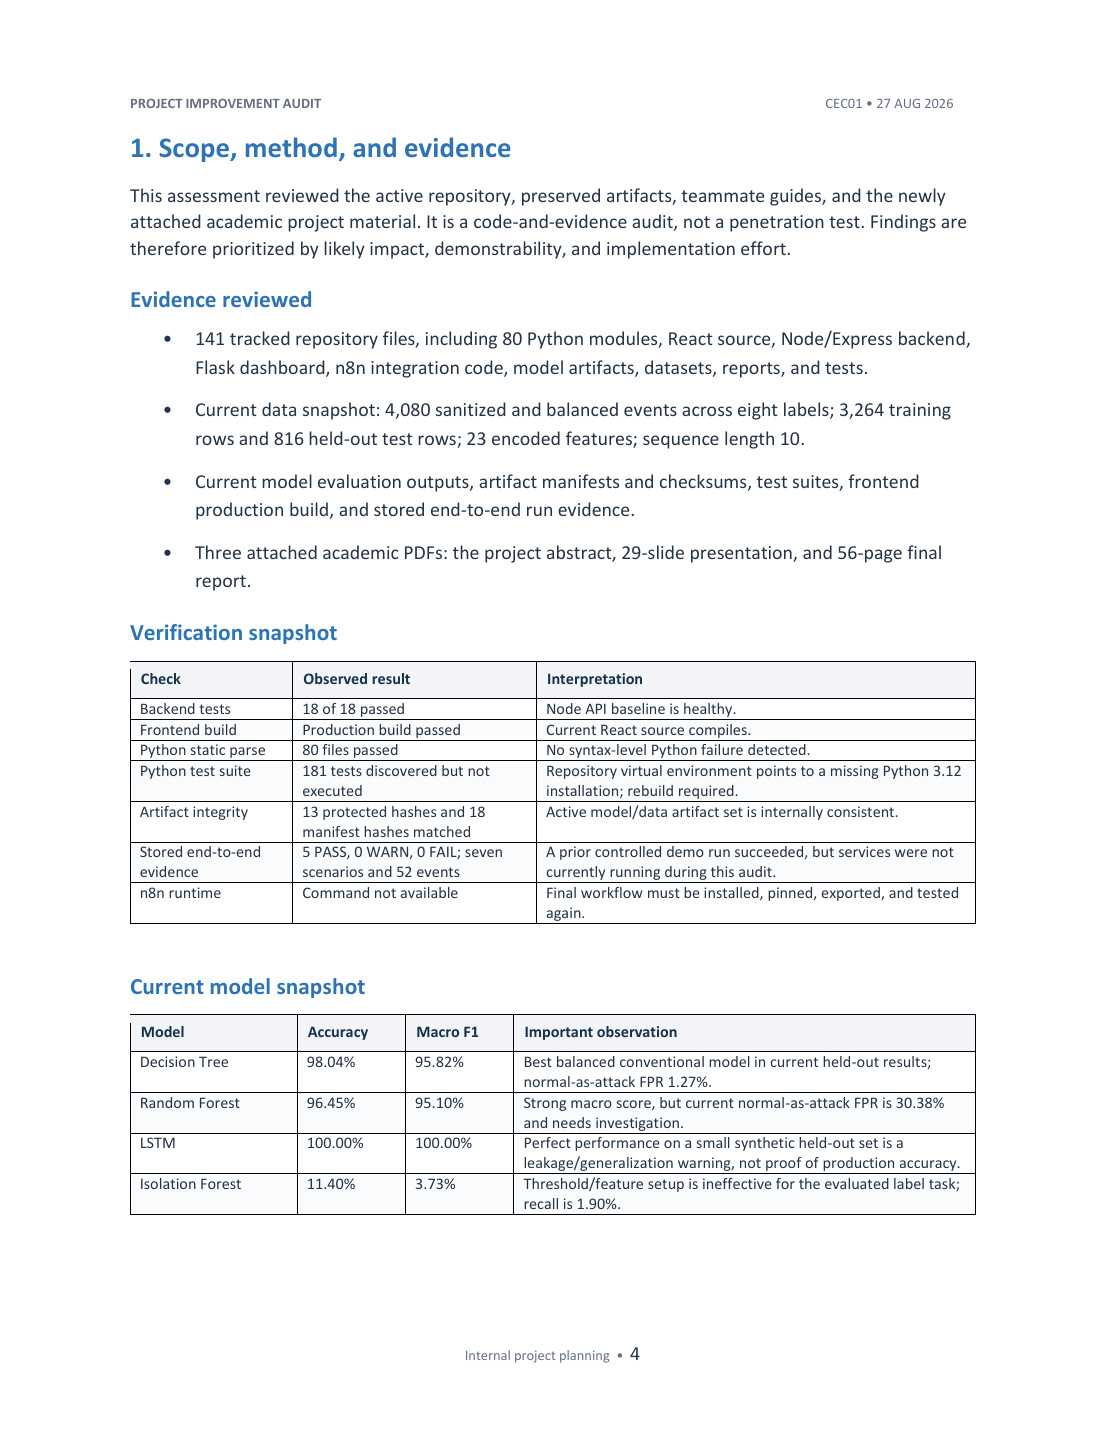 PROJECT IMPROVEMENT AUDIT CEC01 • 27 AUG 2026
1. Scope, method, and evidence
This assessment reviewed the active repository, preserved artifacts, teammate guides, and the newly
attached academic project material. It is a code-and-evidence audit, not a penetration test. Findings are
therefore prioritized by likely impact, demonstrability, and implementation effort.
Evidence reviewed
• 141 tracked repository files, including 80 Python modules, React source, Node/Express backend,
Flask dashboard, n8n integration code, model artifacts, datasets, reports, and tests.
• Current data snapshot: 4,080 sanitized and balanced events across eight labels; 3,264 training
rows and 816 held-out test rows; 23 encoded features; sequence length 10.
• Current model evaluation outputs, artifact manifests and checksums, test suites, frontend
production build, and stored end-to-end run evidence.
• Three attached academic PDFs: the project abstract, 29-slide presentation, and 56-page final
report.
Verification snapshot
Check Observed result Interpretation
Backend tests 18 of 18 passed Node API baseline is healthy.
Frontend build Production build passed Current React source compiles.
Python static parse 80 files passed No syntax-level Python failure detected.
Python test suite 181 tests discovered but not Repository virtual environment points to a missing Python 3.12
executed installation; rebuild required.
Artifact integrity 13 protected hashes and 18 Active model/data artifact set is internally consistent.
manifest hashes matched
Stored end-to-end 5 PASS, 0 WARN, 0 FAIL; seven A prior controlled demo run succeeded, but services were not
evidence scenarios and 52 events currently running during this audit.
n8n runtime Command not available Final workflow must be installed, pinned, exported, and tested
again.
Current model snapshot
Model Accuracy Macro F1 Important observation
Decision Tree 98.04% 95.82% Best balanced conventional model in current held-out results;
normal-as-attack FPR 1.27%.
Random Forest 96.45% 95.10% Strong macro score, but current normal-as-attack FPR is 30.38%
and needs investigation.
LSTM 100.00% 100.00% Perfect performance on a small synthetic held-out set is a
leakage/generalization warning, not proof of production accuracy.
Isolation Forest 11.40% 3.73% Threshold/feature setup is ineffective for the evaluated label task;
recall is 1.90%.
Internal project planning • 4